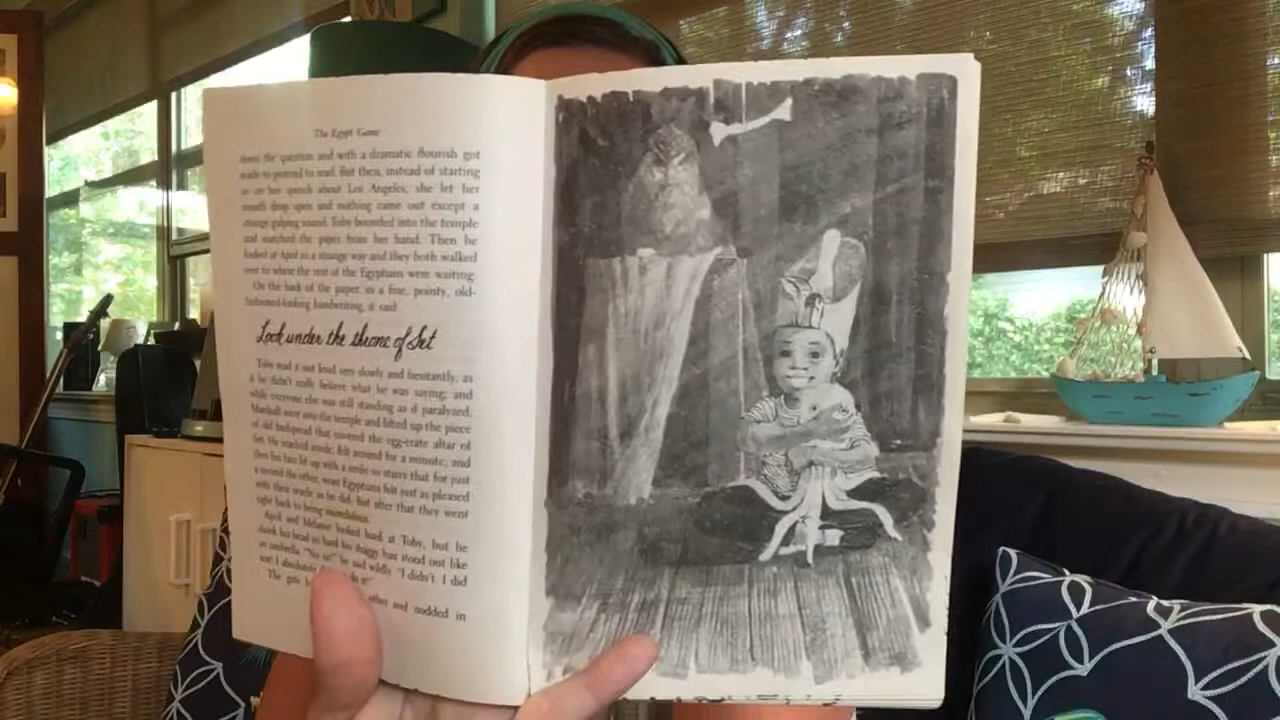 The Egypt Game
down the question and with a dramatic flourish got
ready to pretend to read. But then, instead of starting
on her speech about Los Angeles, she let her
mouth drop open and nothing came out except a
strange gulping sound. Toby bounded into the temple
and snatched the paper from her hand. Then he
looked at April in a strange way and they both walked
over to where the rest of the Egyptians were waiting.
On the back of the paper, in a fine, pointy, old-
fashioned-looking handwriting, it said
Look under the throne of Set
Toby read it out loud very slowly and hesitantly, as
if he didn't really believe what he was saying; and
while everyone else was still standing as if paralyzed,
Marshall went into the temple and lifted up the piece
of old bedspread that covered the egg-crate altar of
Set. He reached inside, felt around for a minute, and
then his face lit up with a smile so starry that for just
a second the other, worst Egyptians felt just as pleased
with their oracle as he did. But after that they went
right back to being
April and Melanie looked hard at Toby, but he
shook his head so hard his shaggy hair stood out like
an umbrella. "No sir!" he said wildly. "I didn't. I did
not! I absolutely do it!"
"The girls other and nodded in